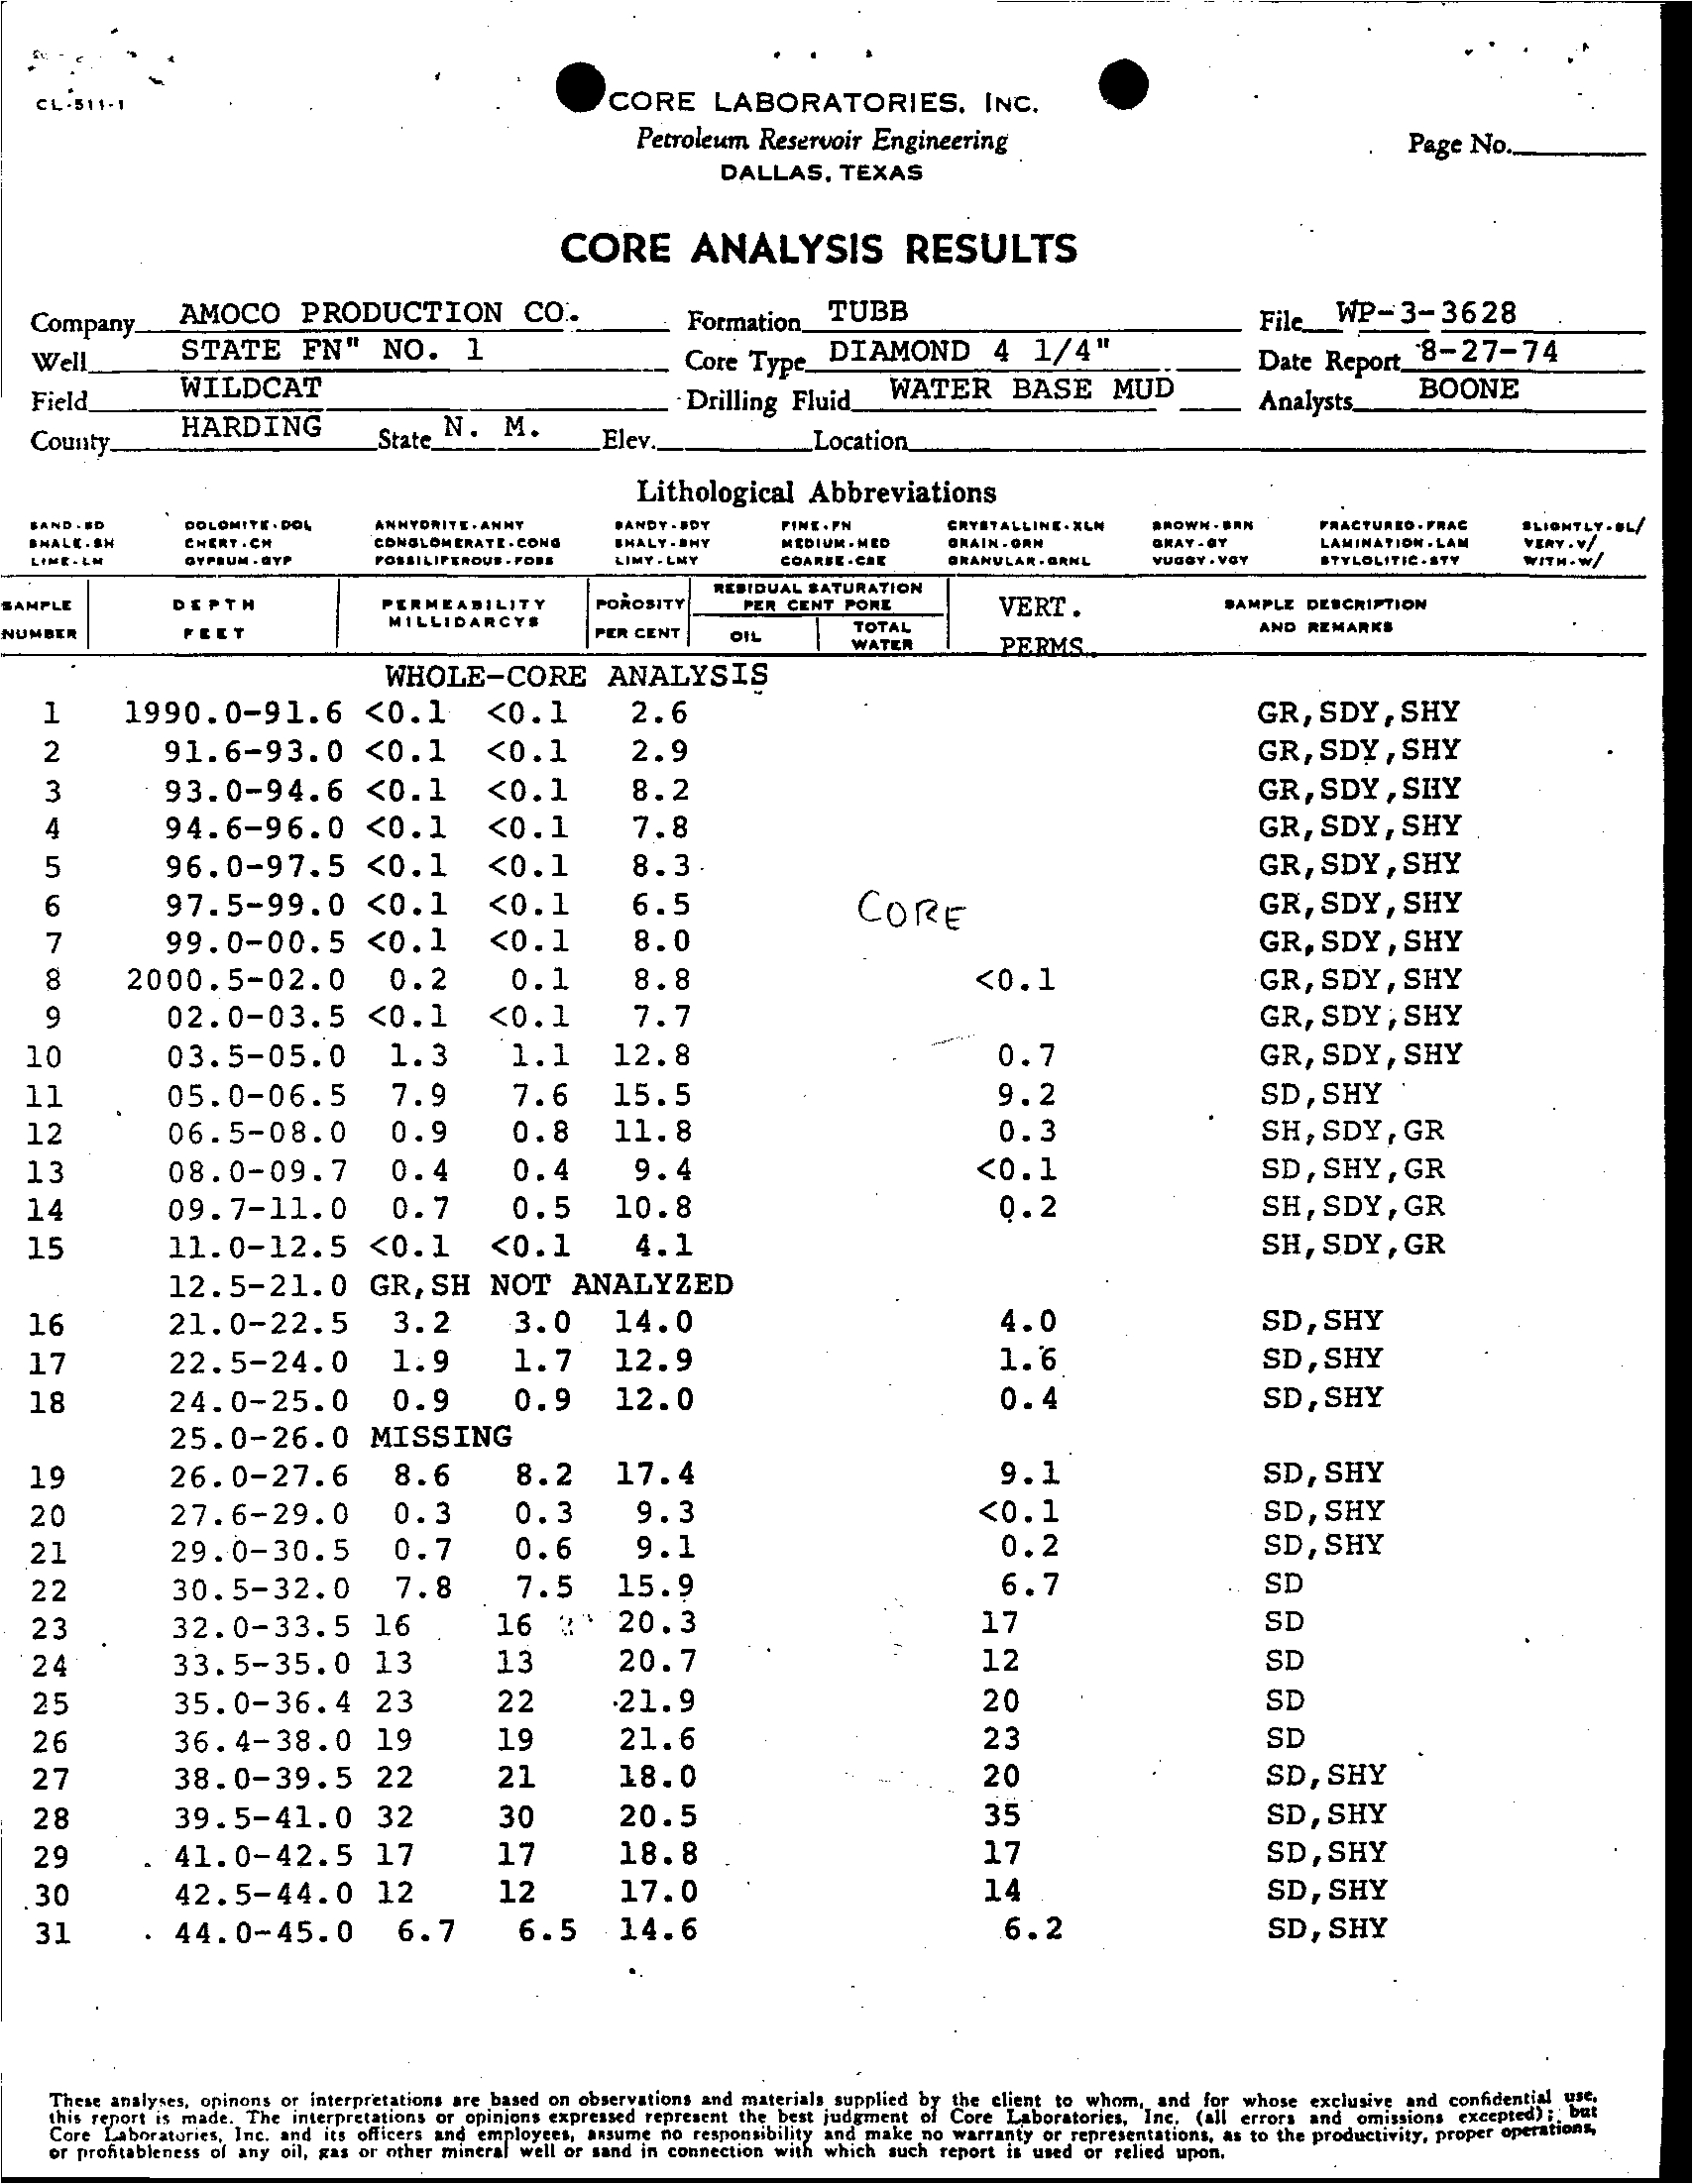 CL-511-1
CORE LABORATORIES, INC.
Petroleum Reservoir Engineering
DALLAS, TEXAS
Page No.
CORE ANALYSIS RESULTS
Company AMOCO PRODUCTION CO. Formation TUBB File WP-3-3628
Well STATE FN" NO. 1 Core Type DIAMOND 4 1/4" Date Report 8-27-74
Field WILDCAT Drilling Fluid WATER BASE MUD Analysts BOONE
County HARDING State N. M. Elev. Location
Lithological Abbreviations
SAND-SD DOLOMITE-DOL ANHYDRITE-ANHY SANDY-SDY FINE-FN CRYSTALLINE-XLN BROWN-BRN FRACTURED-FRAC SLIGHTLY-SL/
SHALE-SH CHERT-CH CONGLOMERATE-CONG SHALY-SHY MEDIUM-MED GRAIN-GRN GRAY-GY LAMINATION-LAM VERY-V/
LIME-LM GYPSUM-GYP FOSSILIFEROUS-FOSS LIMY-LMY COARSE-CSE GRANULAR-GRNL VUGGY-VGY STYLOLITIC-STY WITH-W/
SAMPLE NUMBER DEPTH FEET PERMEABILITY MILLIDARCYS POROSITY PER CENT RESIDUAL SATURATION PER CENT PORE OIL TOTAL WATER VERT. PERMS. SAMPLE DESCRIPTION AND REMARKS
WHOLE-CORE ANALYSIS
1 1990.0-91.6 <0.1 <0.1 2.6 GR,SDY,SHY
2 91.6-93.0 <0.1 <0.1 2.9 GR,SDY,SHY
3 93.0-94.6 <0.1 <0.1 8.2 GR,SDY,SHY
4 94.6-96.0 <0.1 <0.1 7.8 GR,SDY,SHY
5 96.0-97.5 <0.1 <0.1 8.3 GR,SDY,SHY
6 97.5-99.0 <0.1 <0.1 6.5 CORE GR,SDY,SHY
7 99.0-00.5 <0.1 <0.1 8.0 GR,SDY,SHY
8 2000.5-02.0 0.2 0.1 8.8 <0.1 GR,SDY,SHY
9 02.0-03.5 <0.1 <0.1 7.7 GR,SDY,SHY
10 03.5-05.0 1.3 1.1 12.8 0.7 GR,SDY,SHY
11 05.0-06.5 7.9 7.6 15.5 9.2 SD,SHY
12 06.5-08.0 0.9 0.8 11.8 0.3 SH,SDY,GR
13 08.0-09.7 0.4 0.4 9.4 <0.1 SD,SHY,GR
14 09.7-11.0 0.7 0.5 10.8 0.2 SH,SDY,GR
15 11.0-12.5 <0.1 <0.1 4.1 SH,SDY,GR
12.5-21.0 GR,SH NOT ANALYZED
16 21.0-22.5 3.2 3.0 14.0 4.0 SD,SHY
17 22.5-24.0 1.9 1.7 12.9 1.6 SD,SHY
18 24.0-25.0 0.9 0.9 12.0 0.4 SD,SHY
25.0-26.0 MISSING
19 26.0-27.6 8.6 8.2 17.4 9.1 SD,SHY
20 27.6-29.0 0.3 0.3 9.3 <0.1 SD,SHY
21 29.0-30.5 0.7 0.6 9.1 0.2 SD,SHY
22 30.5-32.0 7.8 7.5 15.9 6.7 SD
23 32.0-33.5 16 16 20.3 17 SD
24 33.5-35.0 13 13 20.7 12 SD
25 35.0-36.4 23 22 21.9 20 SD
26 36.4-38.0 19 19 21.6 23 SD
27 38.0-39.5 22 21 18.0 20 SD,SHY
28 39.5-41.0 32 30 20.5 35 SD,SHY
29 41.0-42.5 17 17 18.8 17 SD,SHY
30 42.5-44.0 12 12 17.0 14 SD,SHY
31 44.0-45.0 6.7 6.5 14.6 6.2 SD,SHY
These analyses, opinons or interpretations are based on observations and materials supplied by the client to whom, and for whose exclusive and confidential use,
this report is made. The interpretations or opinions expressed represent the best judgment of Core Laboratories, Inc. (all errors and omissions excepted); but
Core Laboratories, Inc. and its officers and employees, assume no responsibility and make no warranty or representations, as to the productivity, proper operations,
or profitableness of any oil, gas or other mineral well or sand in connection with which such report is used or relied upon.